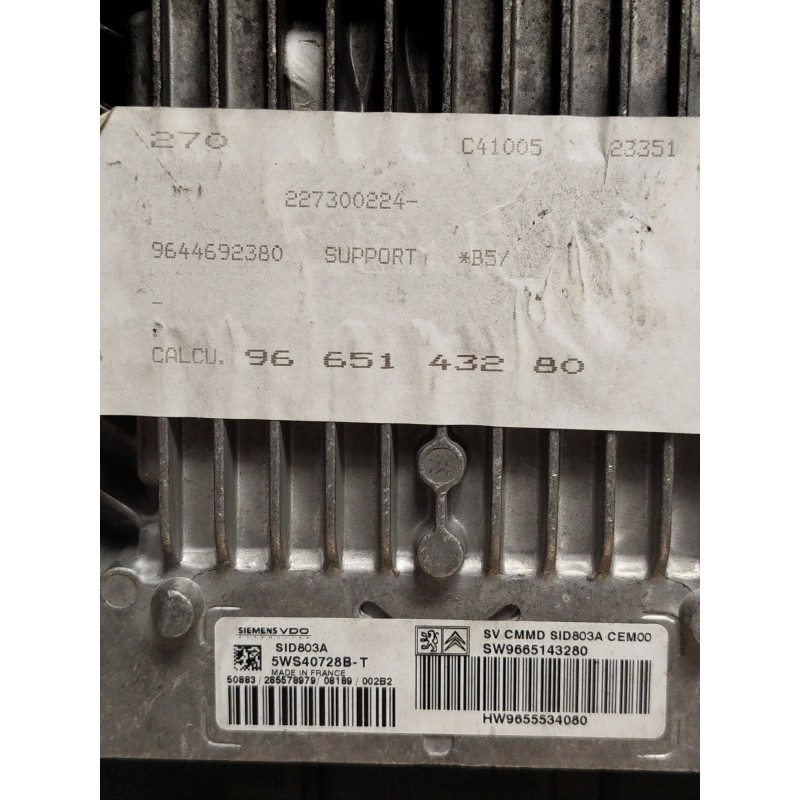 270 C41005 23351
227300224-
9644692380 SUPPORT *B5/
-
CALCU. 96 651 432 80
SIEMENS VDO
SID803A
5WS40728B-T
MADE IN FRANCE
50883/285578979/08189/002B2
SV CMMD SID803A CEM00
SW9665143280
HW9655534080